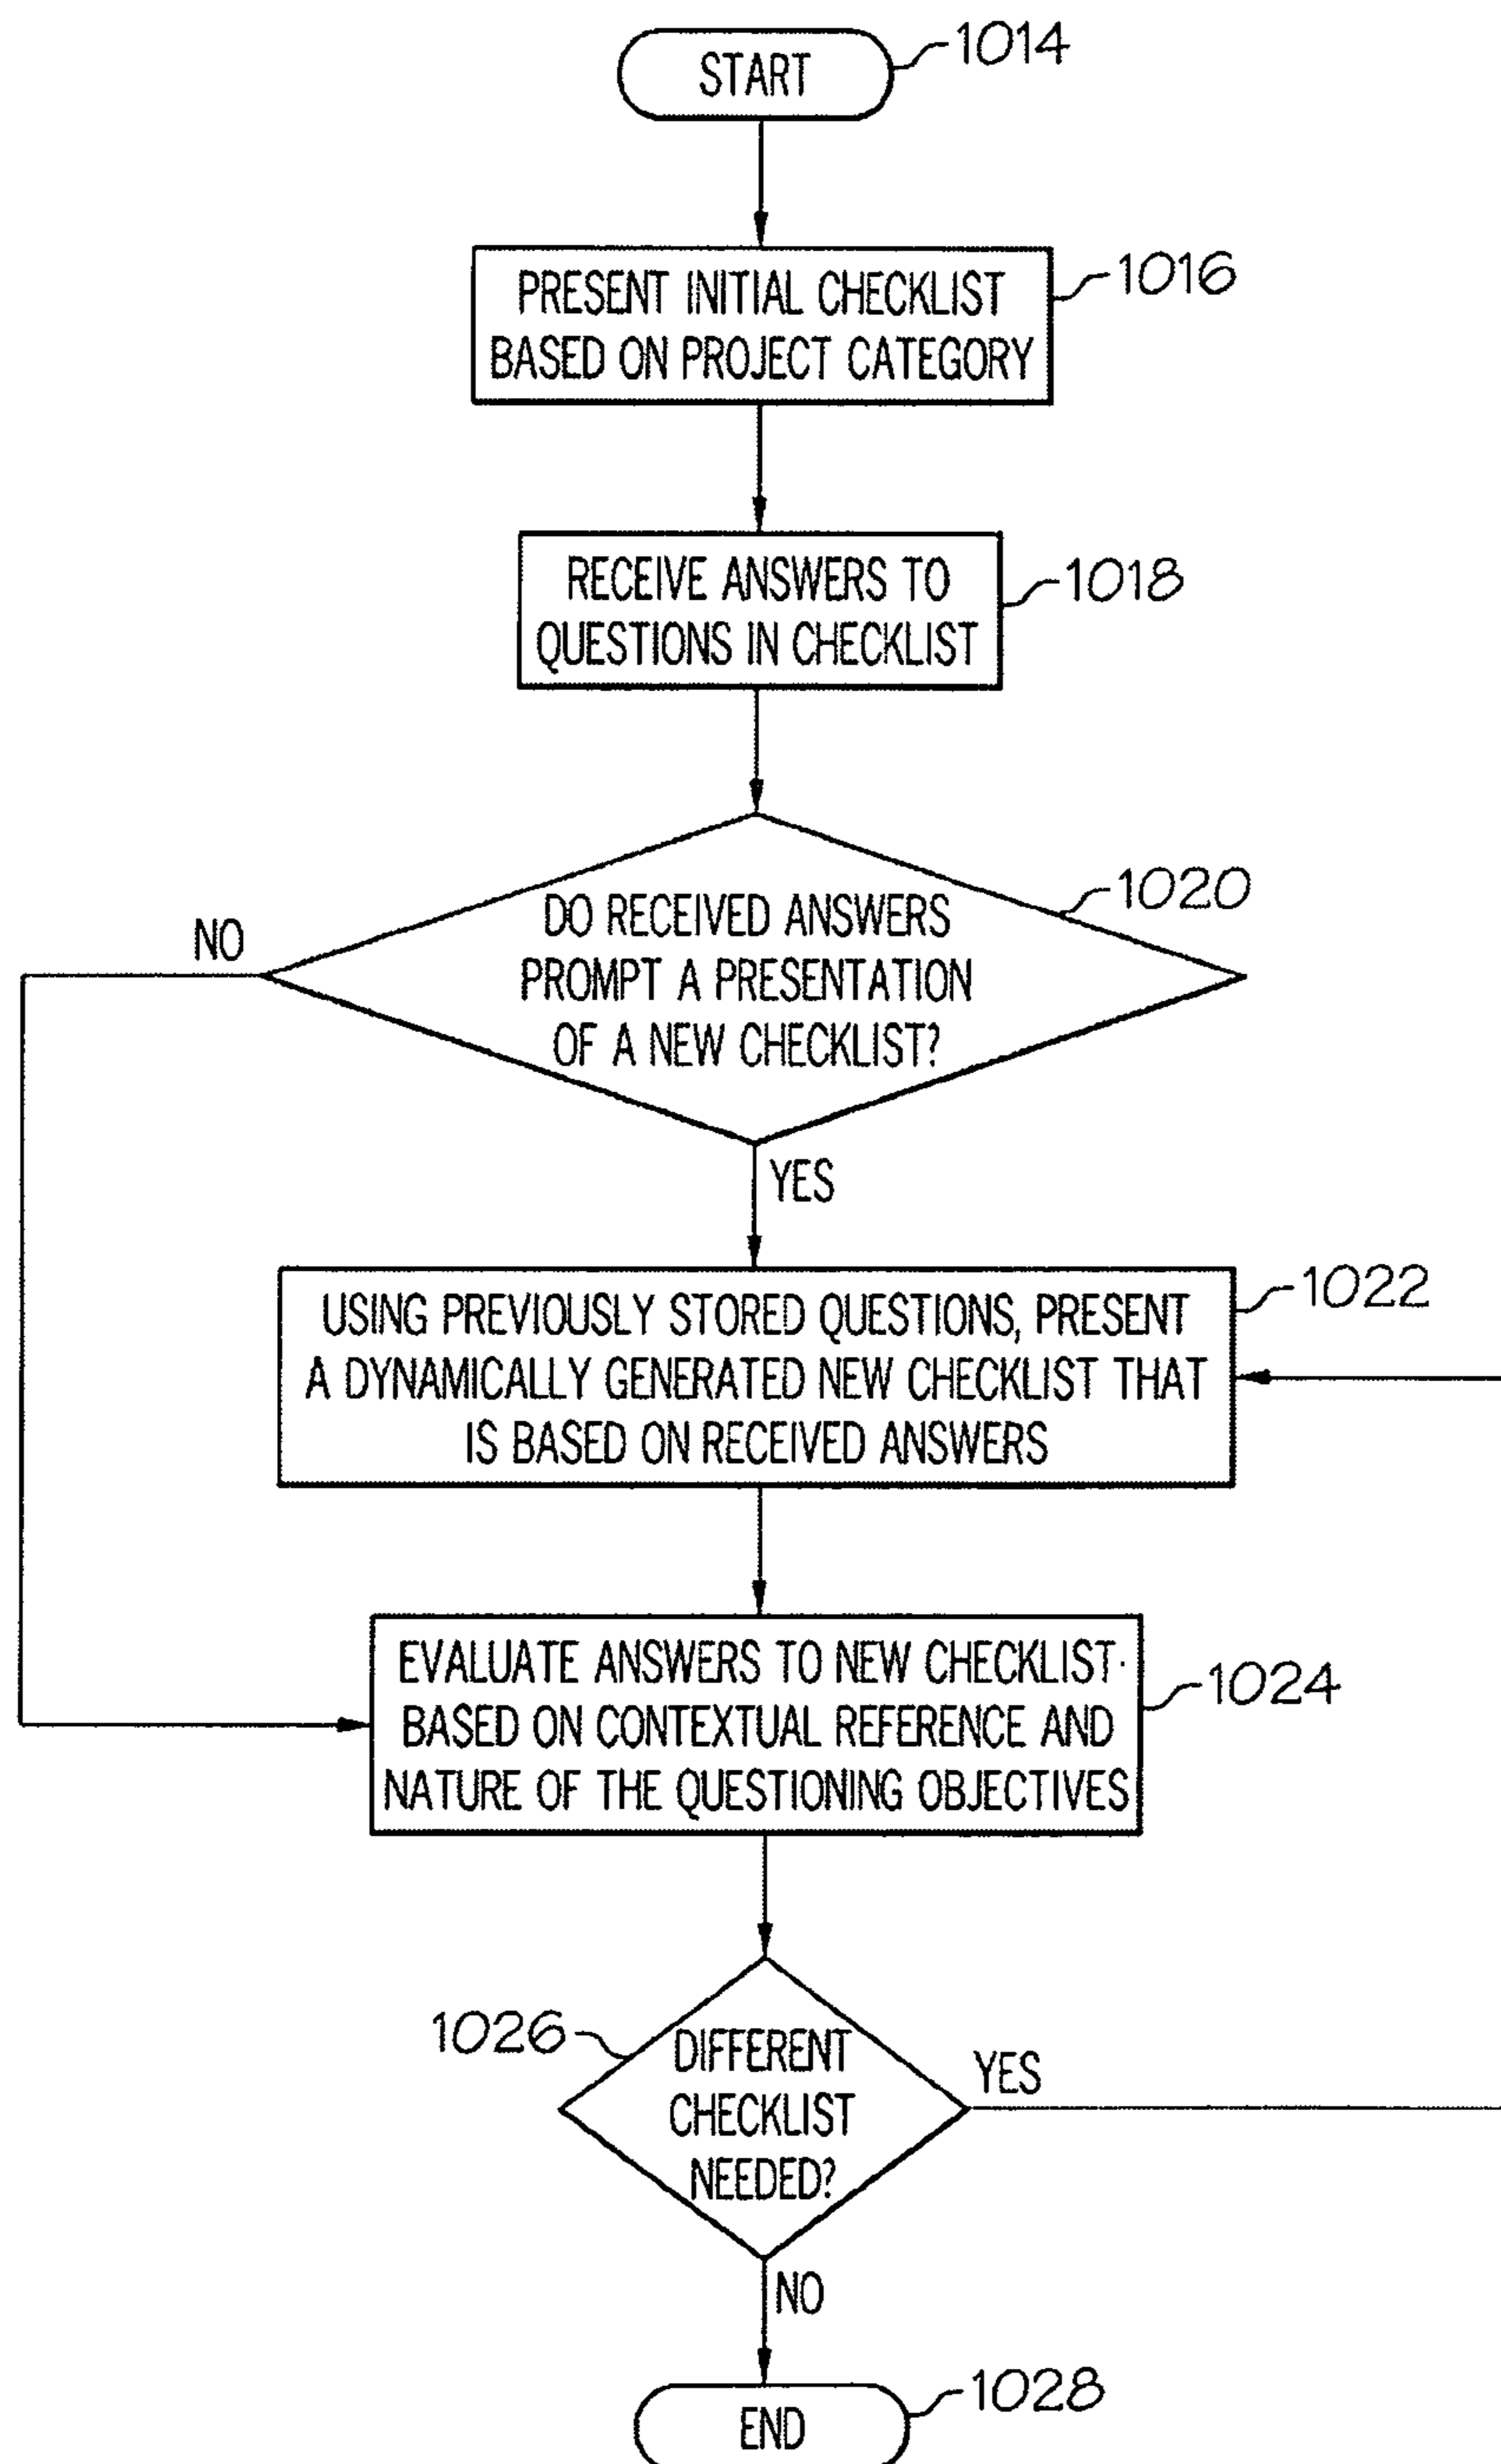 START
1014
PRESENT INITIAL CHECKLIST
BASED ON PROJECT CATEGORY
1016
RECEIVE ANSWERS TO
QUESTIONS IN CHECKLIST
1018
DO RECEIVED ANSWERS
PROMPT A PRESENTATION
OF A NEW CHECKLIST?
1020
NO
YES
USING PREVIOUSLY STORED QUESTIONS, PRESENT
A DYNAMICALLY GENERATED NEW CHECKLIST THAT
IS BASED ON RECEIVED ANSWERS
1022
EVALUATE ANSWERS TO NEW CHECKLIST
BASED ON CONTEXTUAL REFERENCE AND
NATURE OF THE QUESTIONING OBJECTIVES
1024
1026
DIFFERENT
CHECKLIST
NEEDED?
YES
NO
END
1028